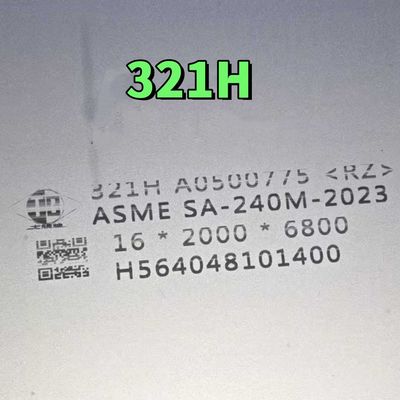 321H
321H A0500775 <RZ>
ASME SA-240M-2023
16 * 2000 * 6800
H564048101400